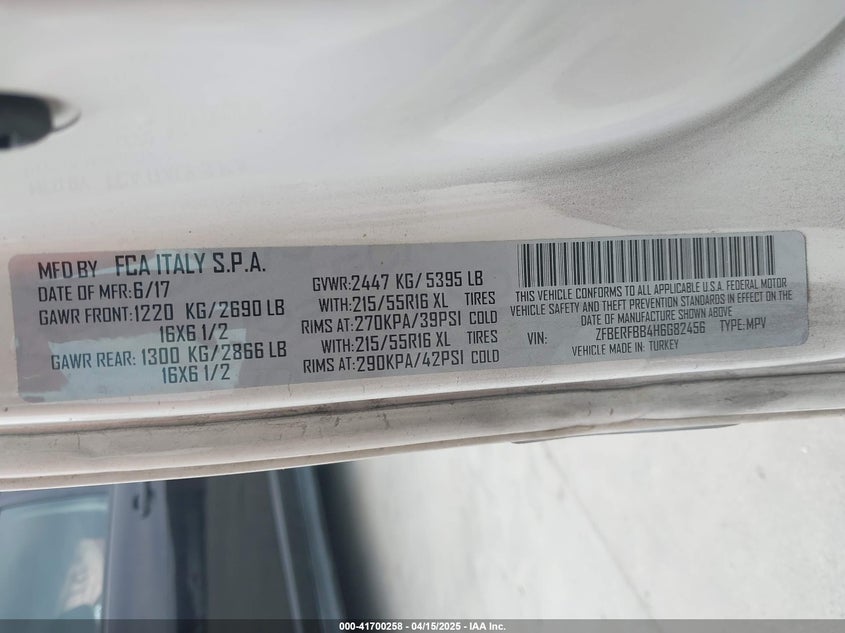 MFD BY FCA ITALY S.P.A.
DATE OF MFR: 6/17
GAWR FRONT: 1220 KG/2690 LB
16X6 1/2
GAWR REAR: 1300 KG/2866 LB
16X6 1/2
GVWR: 2447 KG/ 5395 LB
WITH: 215/55R16 XL TIRES
RIMS AT: 270KPA/39PSI COLD
WITH: 215/55R16 XL TIRES
RIMS AT: 290KPA/42PSI COLD
THIS VEHICLE CONFORMS TO ALL APPLICABLE U.S.A. FEDERAL MOTOR
VEHICLE SAFETY AND THEFT PREVENTION STANDARDS IN EFFECT ON THE
DATE OF MANUFACTURE SHOWN ABOVE
VIN: ZFBERFBB4H6G82456 TYPE: MPV
VEHICLE MADE IN: TURKEY
000-41700258 - 04/15/2025 - IAA Inc.